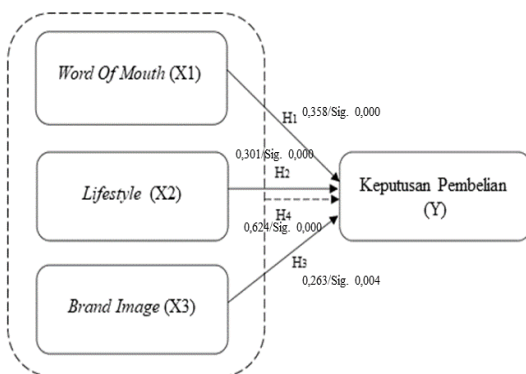 Word Of Mouth (X1)
H1
0,358/Sig. 0,000
0,301/Sig. 0,000
H2
Lifestyle (X2)
Keputusan Pembelian
(Y)
H4
0,624/Sig. 0,000
H3
0,263/Sig. 0,004
Brand Image (X3)